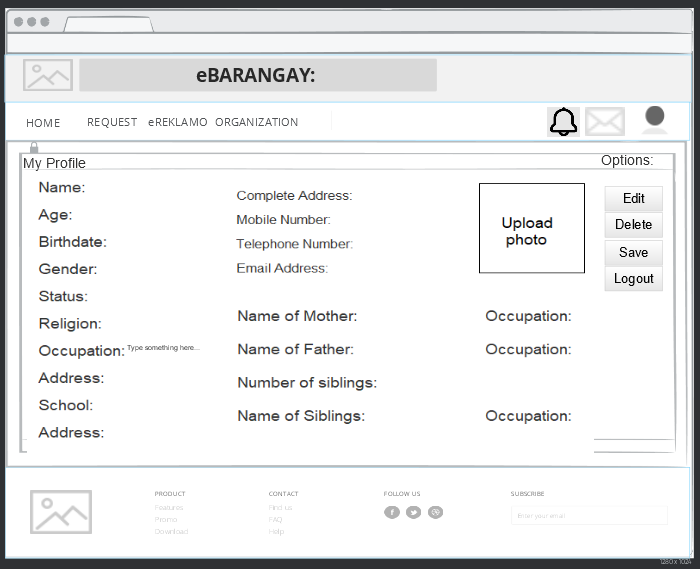 eBARANGAY:
HOME REQUEST eREKLAMO ORGANIZATION
My Profile
Options:
Name:
Age:
Birthdate:
Gender:
Status:
Religion:
Occupation: Type something here...
Address:
School:
Address:
Complete Address:
Mobile Number:
Telephone Number:
Email Address:
Upload
photo
Edit
Delete
Save
Logout
Name of Mother: Occupation:
Name of Father: Occupation:
Number of siblings:
Name of Siblings: Occupation:
PRODUCT
Features
Promo
Download
CONTACT
Find us
FAQ
Help
FOLLOW US
SUBSCRIBE
Enter your email
1280 x 1024